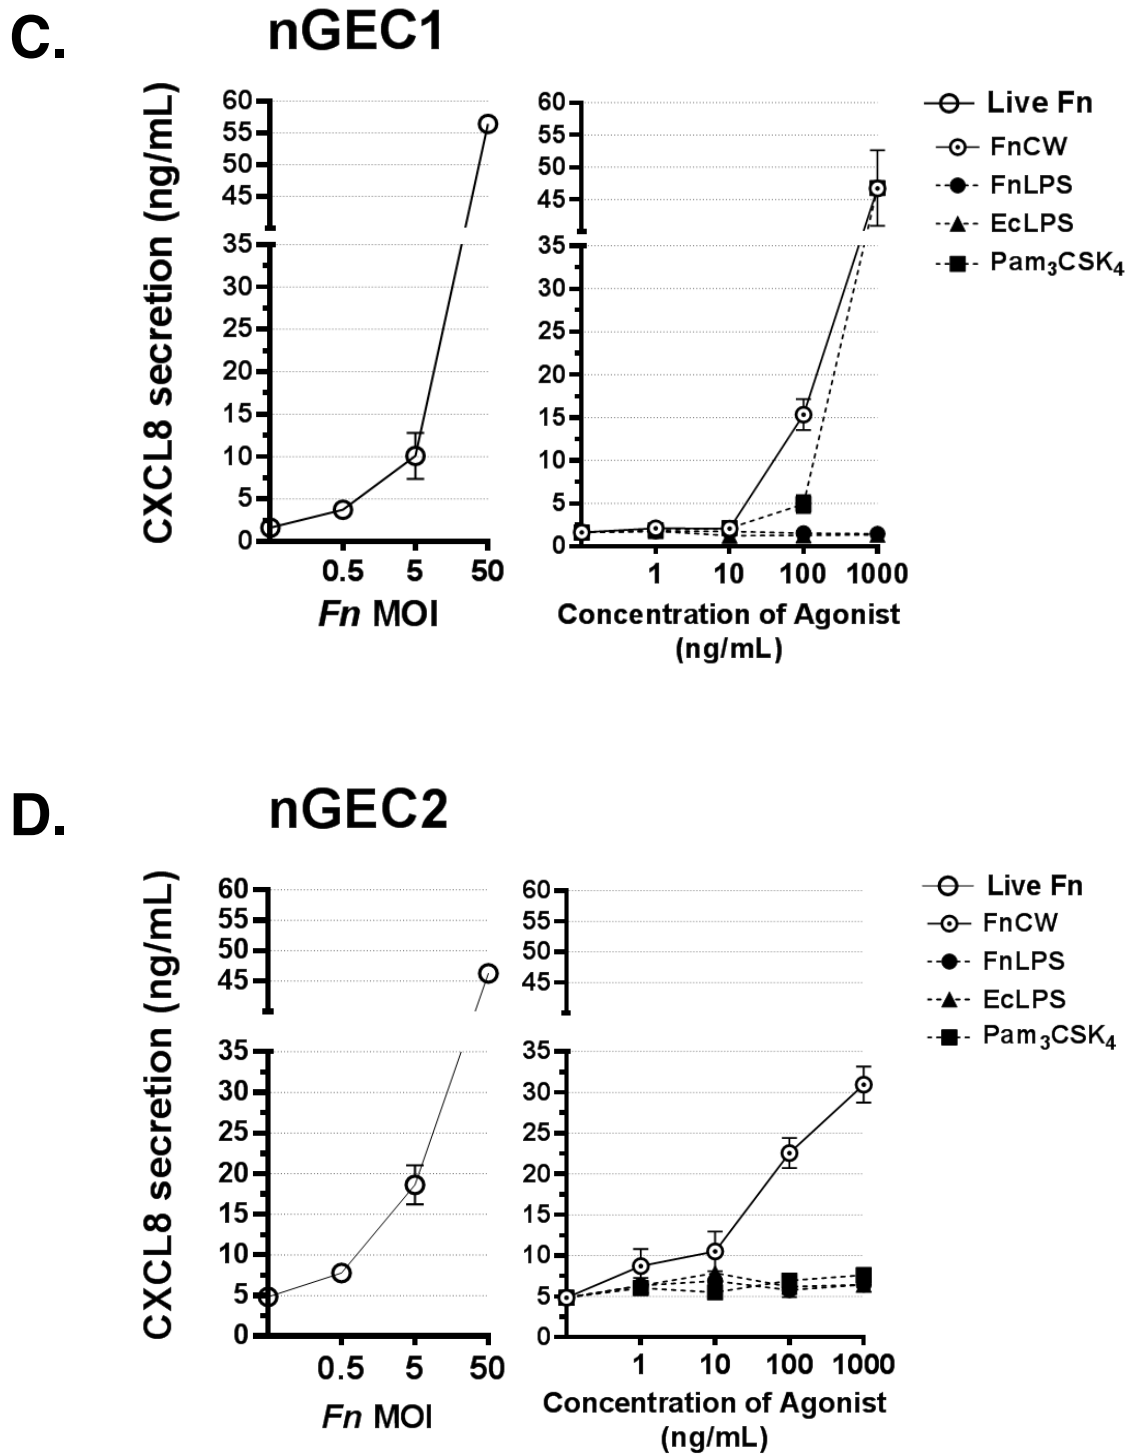 C.
nGEC1
CXCL8 secretion (ng/mL)
60
55
50
45
35
30
25
20
15
10
5
0
0.5 5 50
Fn MOI
60
55
50
45
35
30
25
20
15
10
5
0
1 10 100 1000
Concentration of Agonist
(ng/mL)
Live Fn
FnCW
FnLPS
EcLPS
Pam₃CSK₄
D.
nGEC2
CXCL8 secretion (ng/mL)
60
55
50
45
35
30
25
20
15
10
5
0
0.5 5 50
Fn MOI
60
55
50
45
35
30
25
20
15
10
5
0
1 10 100 1000
Concentration of Agonist
(ng/mL)
Live Fn
FnCW
FnLPS
EcLPS
Pam₃CSK₄